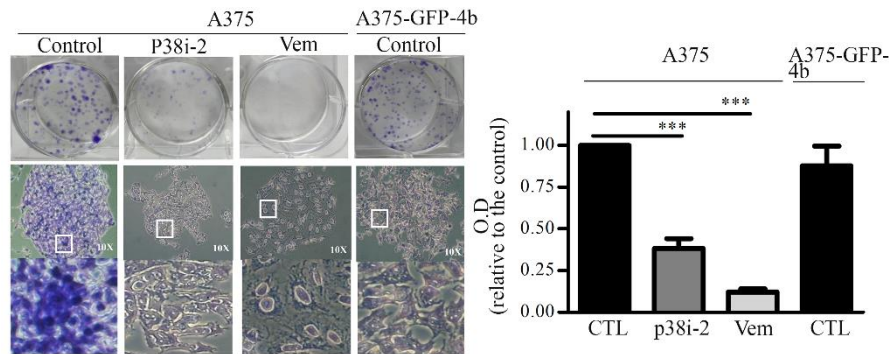 A375 A375-GFP-4b
Control P38i-2 Vem Control
10X 10X 10X 10X
A375 A375-GFP-
4b
***
***
1.00
0.75
0.50
0.25
0.00
O.D
(relative to the control)
CTL p38i-2 Vem CTL